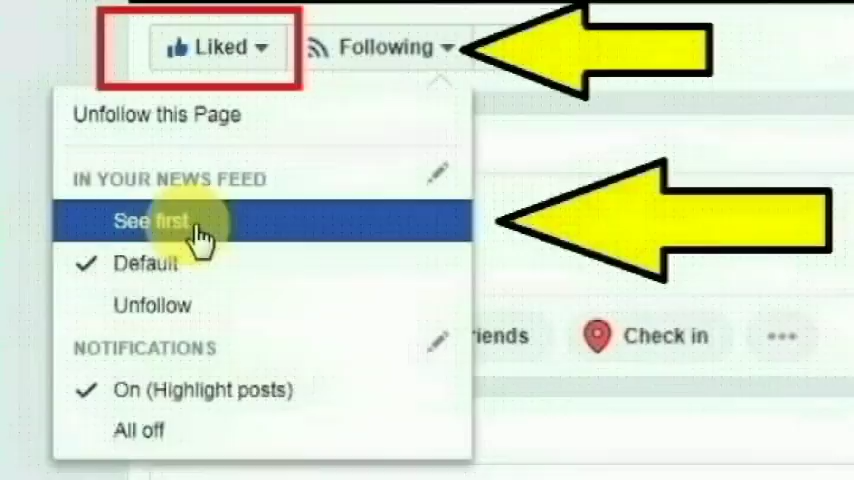 Liked Following
Unfollow this Page
IN YOUR NEWS FEED
See first
Default
Unfollow
riends Check in
NOTIFICATIONS
On (Highlight posts)
All off